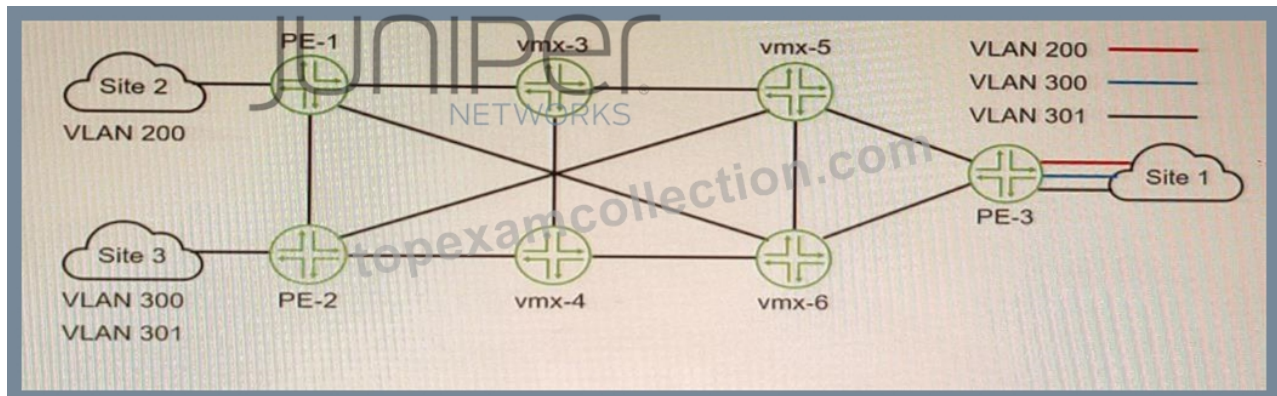 JUNIPER
NETWORKS
PE-1
vmx-3
vmx-5
VLAN 200
VLAN 300
VLAN 301
Site 2
VLAN 200
Site 1
PE-3
topexamcollection.com
Site 3
VLAN 300
VLAN 301
PE-2
vmx-4
vmx-6